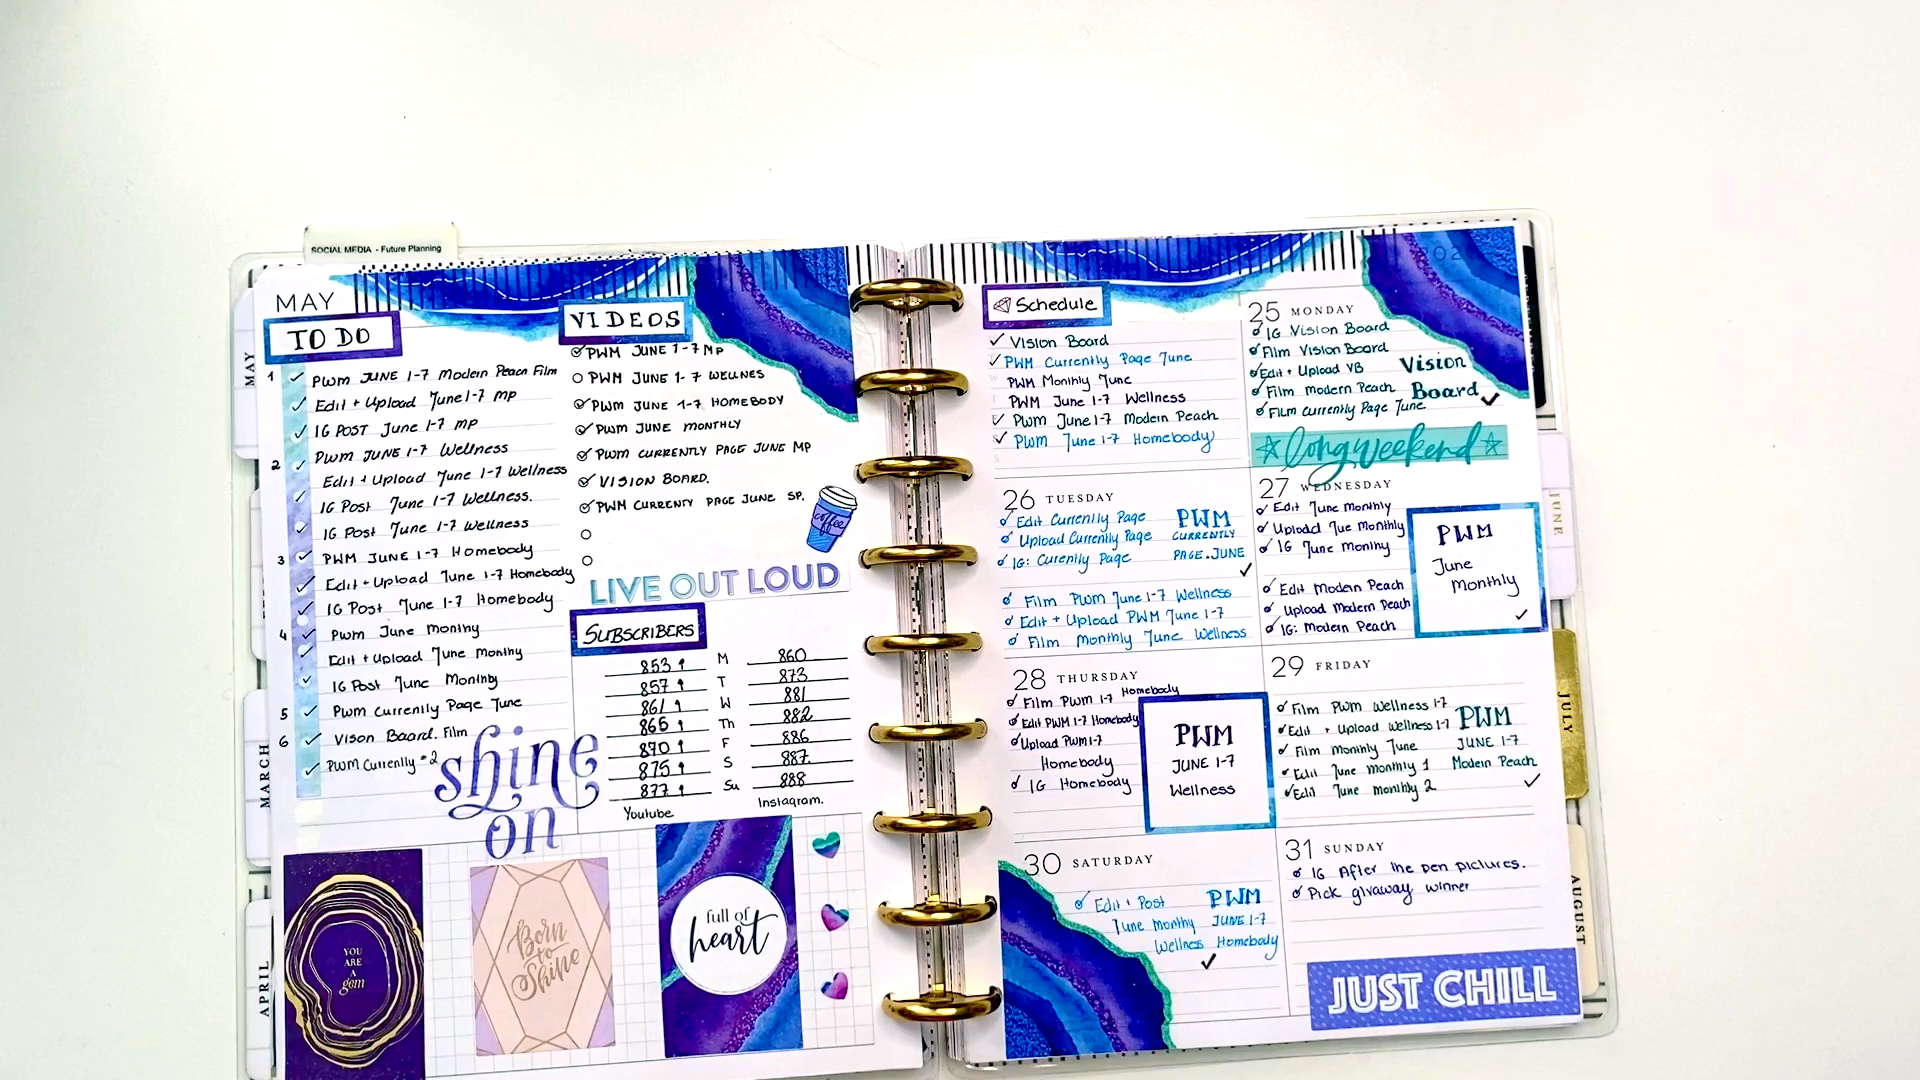 SOCIAL MEDIA - Future Planning
MAY
TO DO
1 PWM JUNE 1-7 Modern Peach Film
Edit + Upload June 1-7 MP
IG POST June 1-7 MP
2 PWM JUNE 1-7 Wellness
Edit + Upload June 1-7 Wellness
IG Post June 1-7 Wellness.
IG Post June 1-7 Wellness
3 PWM JUNE 1-7 Homebody
Edit + Upload June 1-7 Homebody
IG Post June 1-7 Homebody
4 Pwm June Monthy
Edit + Upload June Monthy
IG Post June Monthly
5 Pwm Currently Page June
6 Vison Board. Film
PWM Currently #2
shine
on
VIDEOS
PWM JUNE 1-7 MP
PWM JUNE 1-7 WELLNES
PWM JUNE 1-7 HOMEBODY
PWM JUNE MONTHLY
PWM CURRENTLY PAGE JUNE MP
VISION BOARD.
PWM CURRENTY PAGE JUNE SP.
coffee
LIVE OUT LOUD
SUBSCRIBERS
853 ↑ M 860
857 ↑ T 873
861 ↑ W 881
865 ↑ Th 882
870 ↑ F 886
875 ↑ S 887
877 ↑ Su 888
Youtube Instagram.
YOU
ARE
A
gem
Born
to
Shine
full of
heart
MAY
MARCH
APRIL
Schedule
Vision Board
PWM Currently Page June
PWM Monthly June
PWM June 1-7 Wellness
Pwm June 1-7 Modern Peach
Pwm June 1-7 Homebody
25 MONDAY
IG Vision Board
Film Vision Board
Edit + Upload VB
Film modern Peach
Film currently Page June
Vision
Board
long weekend
26 TUESDAY
Edit Currently Page
Upload Currently Page
IG: Curently Page
PWM
CURRENTLY
PAGE. JUNE
Film Pwm June 1-7 Wellness
Edit + Upload PWM June 1-7
Film Monthly June Wellness
27 WEDNESDAY
Edit June Monthly
Upload Jue Monthly
IG June Monthy
Edit Modern Peach
Upload Modern Peach
IG: Modern Peach
PWM
June
Monthly
28 THURSDAY
Film Pwm 1-7 Homebody
Edit PWM 1-7 Homebody
Upload PWM 1-7
Homebody
IG Homebody
PWM
JUNE 1-7
Wellness
29 FRIDAY
Film Pwm Wellness 1-7
Edit + Upload Wellness 1-7
Film monthly June
Edit June monthly 1
Edit June monthly 2
PWM
JUNE 1-7
Modern Peach
30 SATURDAY
Edit + Post
June monthy
Wellness
PWM
JUNE 1-7
Homebody
31 SUNDAY
IG After the pen pictures.
Pick givaway winner
JUST CHILL
JUNE
JULY
AUGUST